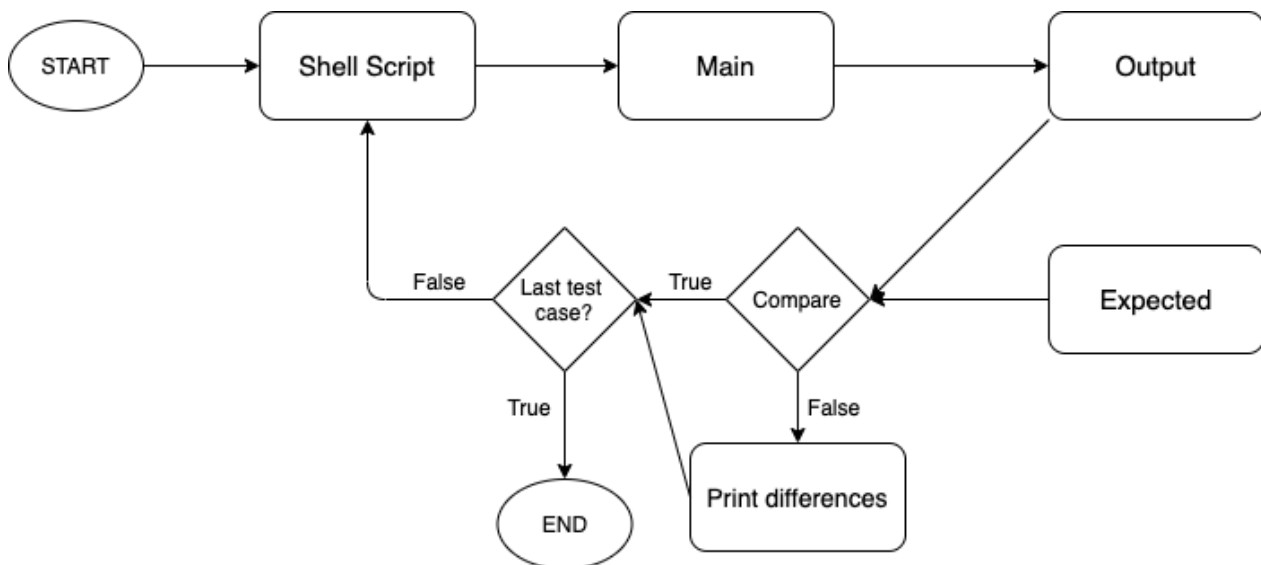 START
Shell Script
Main
Output
False
Last test
case?
True
Compare
Expected
True
False
END
Print differences